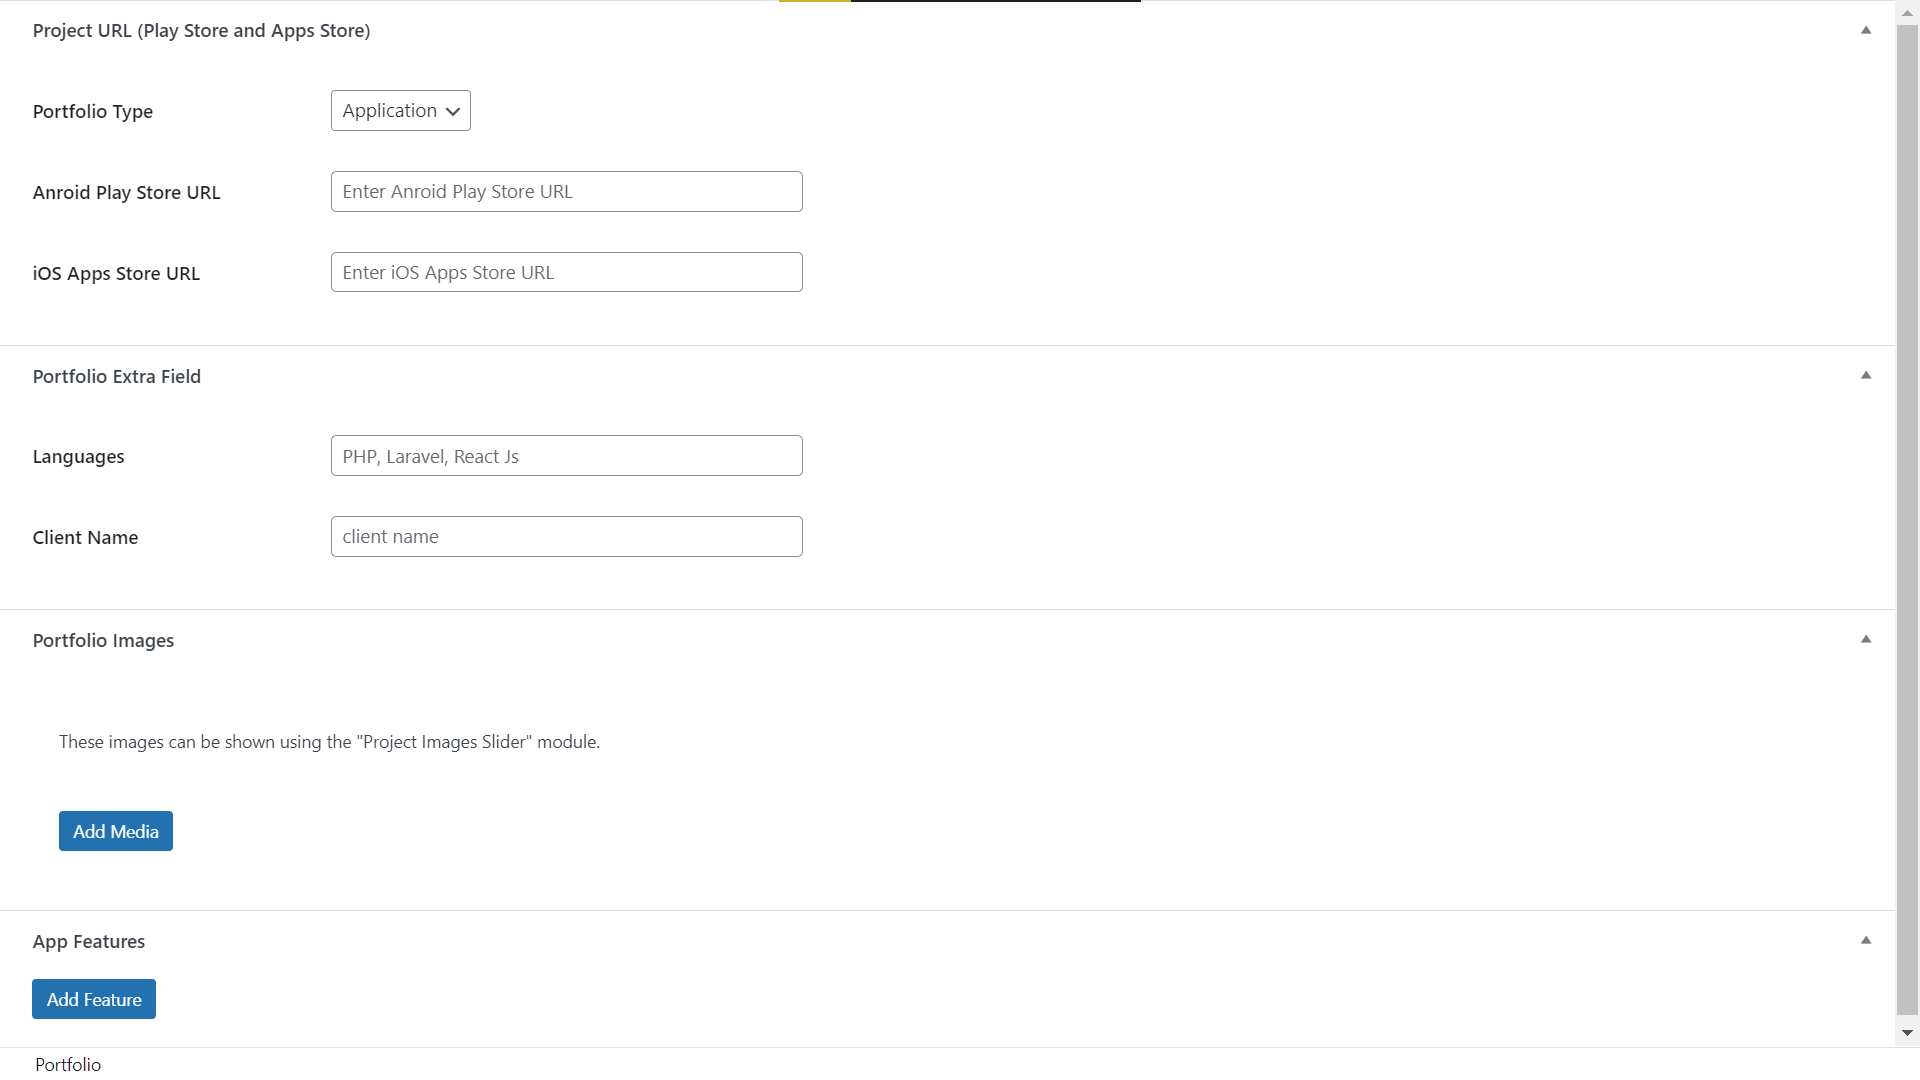 Project URL (Play Store and Apps Store)
Portfolio Type
Application
Anroid Play Store URL
Enter Anroid Play Store URL
iOS Apps Store URL
Enter iOS Apps Store URL
Portfolio Extra Field
Languages
PHP, Laravel, React Js
Client Name
client name
Portfolio Images
These images can be shown using the "Project Images Slider" module.
Add Media
App Features
Add Feature
Portfolio